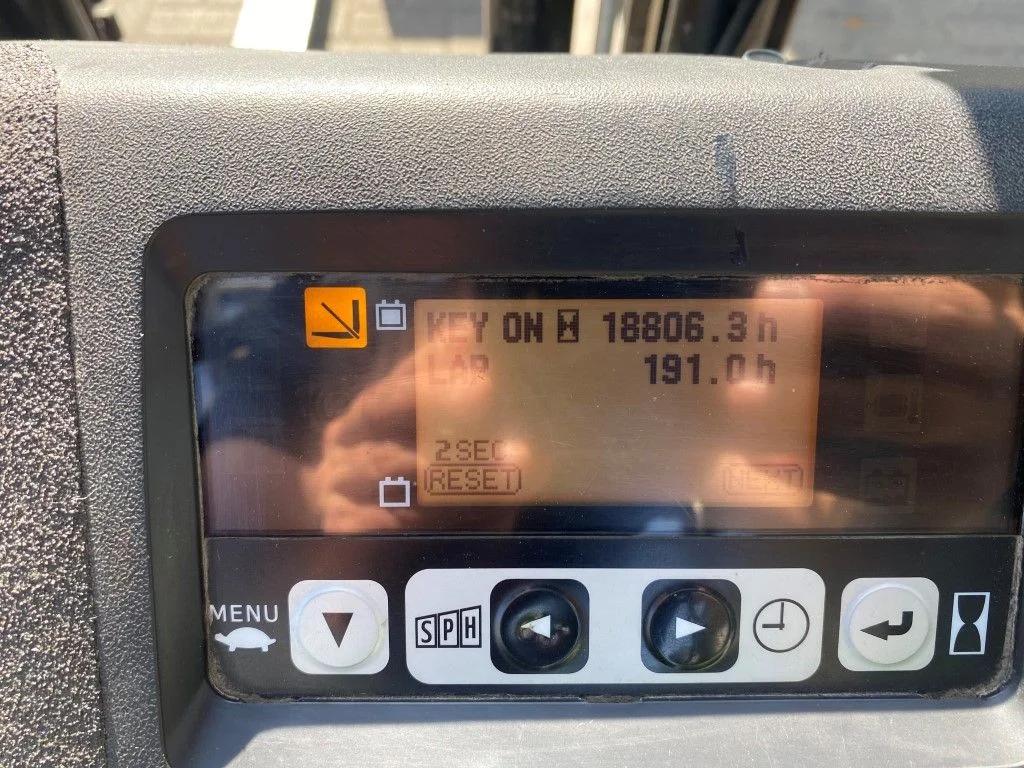 KEY ON 18806.3h
LAP 191.0h
2SEC
RESET NEXT
MENU
SPH